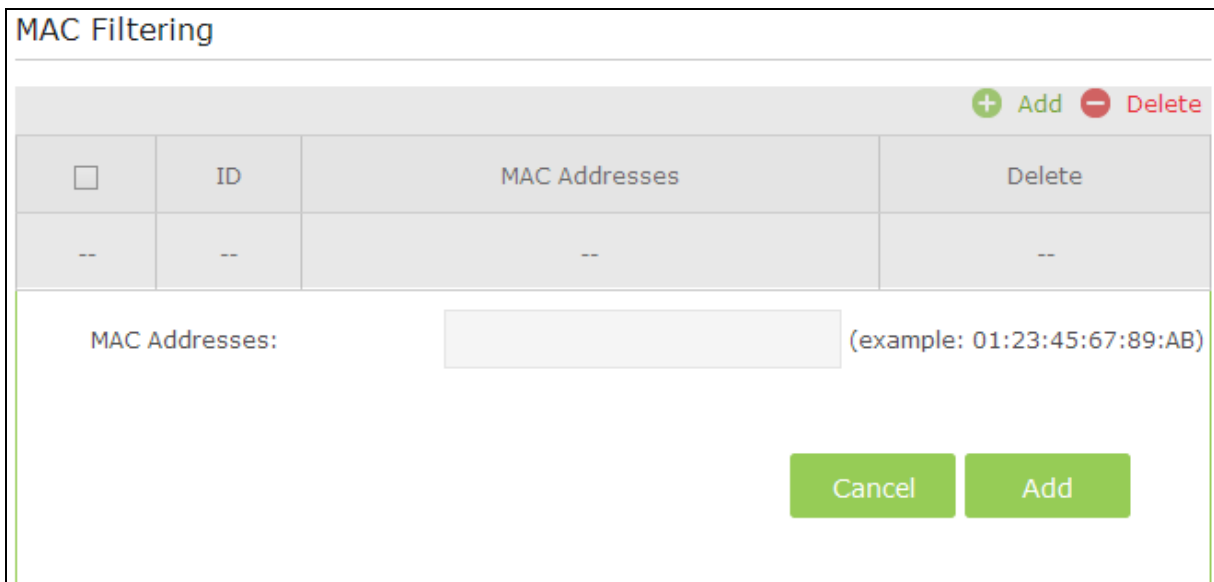 MAC Filtering
Add Delete
ID MAC Addresses Delete
-- -- -- --
MAC Addresses: (example: 01:23:45:67:89:AB)
Cancel Add